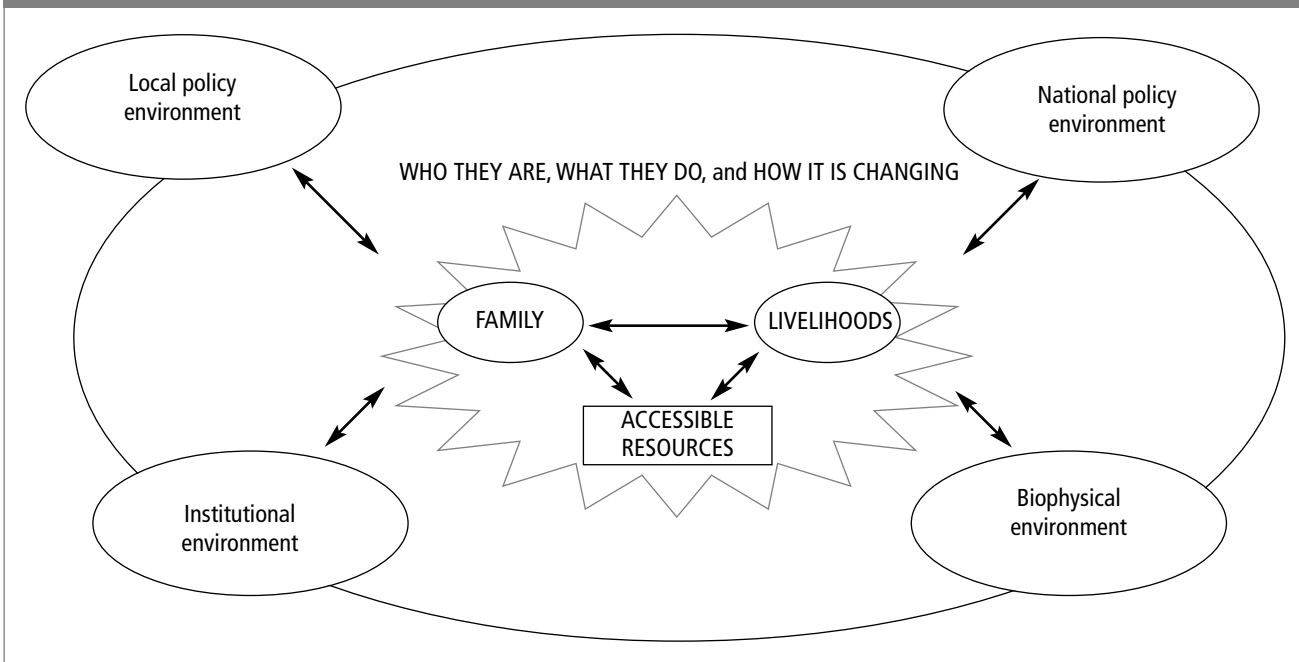 Local policy
environment
National policy
environment
WHO THEY ARE, WHAT THEY DO, and HOW IT IS CHANGING
FAMILY
LIVELIHOODS
ACCESSIBLE
RESOURCES
Institutional
environment
Biophysical
environment